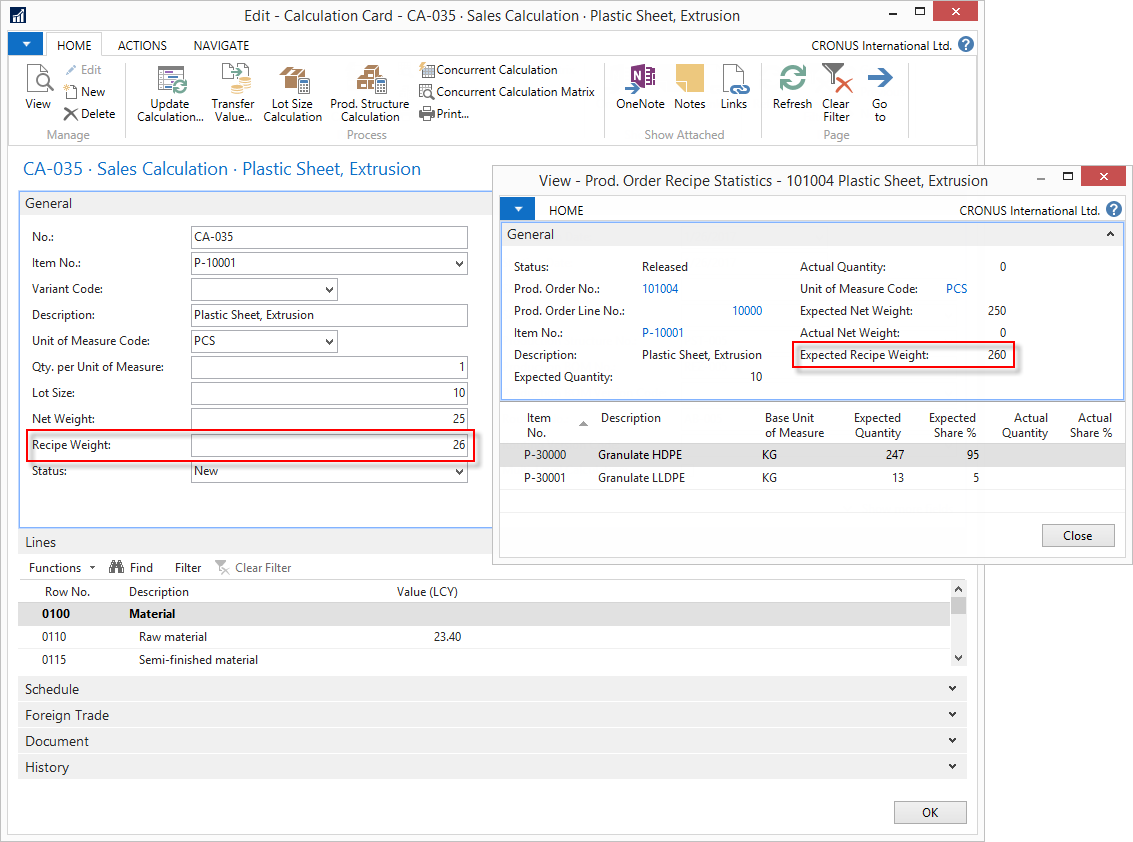 Edit - Calculation Card - CA-035 · Sales Calculation · Plastic Sheet, Extrusion
HOME ACTIONS NAVIGATE CRONUS International Ltd.
View
Edit
New
Delete
Manage
Update Calculation...
Transfer Value...
Lot Size Calculation
Prod. Structure Calculation
Concurrent Calculation
Concurrent Calculation Matrix
Print...
Process
OneNote
Notes
Links
Show Attached
Refresh
Clear Filter
Go to
Page
CA-035 · Sales Calculation · Plastic Sheet, Extrusion
General
No.: CA-035
Item No.: P-10001
Variant Code:
Description: Plastic Sheet, Extrusion
Unit of Measure Code: PCS
Qty. per Unit of Measure: 1
Lot Size: 10
Net Weight: 25
Recipe Weight: 26
Status: New
Lines
Functions Find Filter Clear Filter
Row No. Description Value (LCY)
0100 Material
0110 Raw material 23.40
0115 Semi-finished material
Schedule
Foreign Trade
Document
History
OK
View - Prod. Order Recipe Statistics - 101004 Plastic Sheet, Extrusion
HOME CRONUS International Ltd.
General
Status: Released
Prod. Order No.: 101004
Prod. Order Line No.: 10000
Item No.: P-10001
Description: Plastic Sheet, Extrusion
Expected Quantity: 10
Actual Quantity: 0
Unit of Measure Code: PCS
Expected Net Weight: 250
Actual Net Weight: 0
Expected Recipe Weight: 260
Item No. Description Base Unit of Measure Expected Quantity Expected Share % Actual Quantity Actual Share %
P-30000 Granulate HDPE KG 247 95
P-30001 Granulate LLDPE KG 13 5
Close